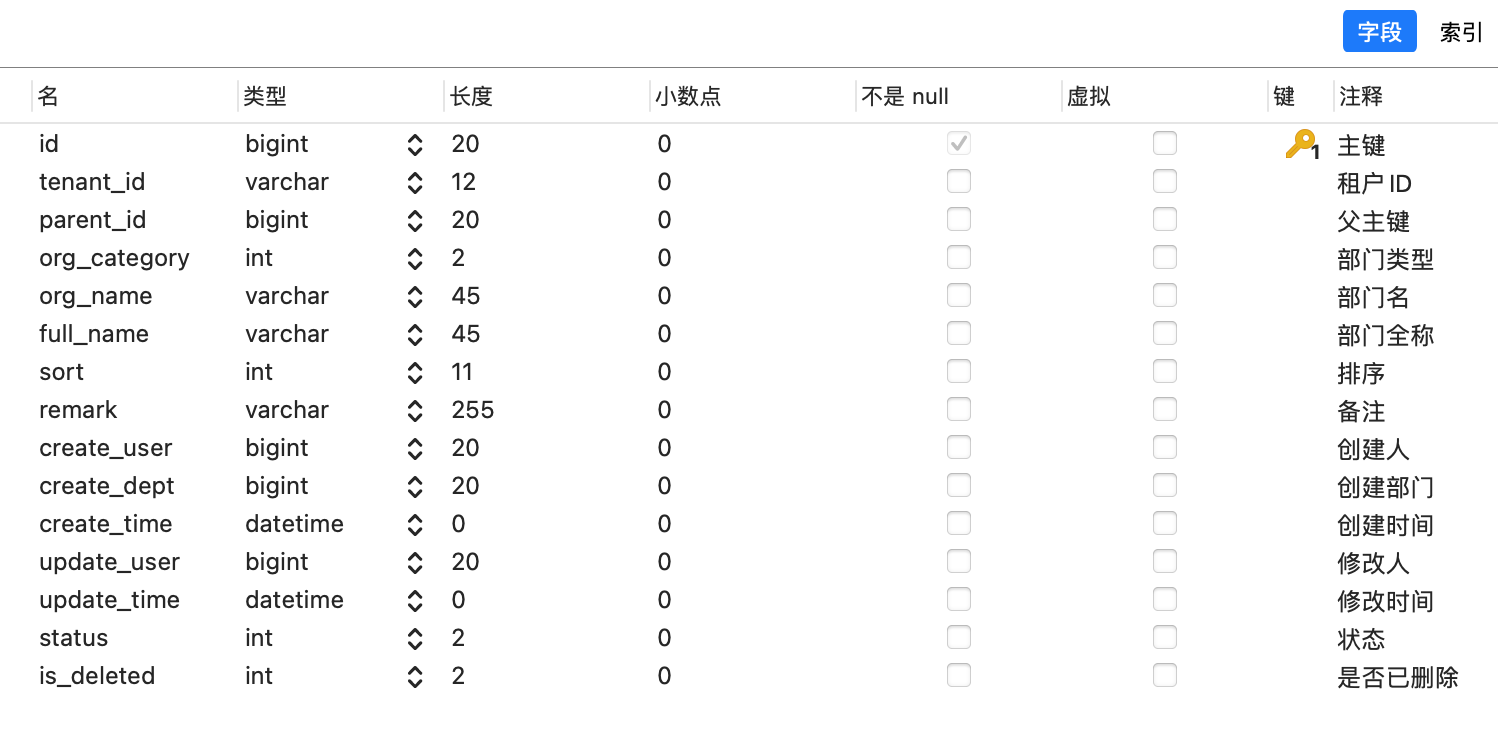 字段 索引
名 类型 长度 小数点 不是 null 虚拟 键 注释
id bigint 20 0 1 主键
tenant_id varchar 12 0 租户ID
parent_id bigint 20 0 父主键
org_category int 2 0 部门类型
org_name varchar 45 0 部门名
full_name varchar 45 0 部门全称
sort int 11 0 排序
remark varchar 255 0 备注
create_user bigint 20 0 创建人
create_dept bigint 20 0 创建部门
create_time datetime 0 0 创建时间
update_user bigint 20 0 修改人
update_time datetime 0 0 修改时间
status int 2 0 状态
is_deleted int 2 0 是否已删除